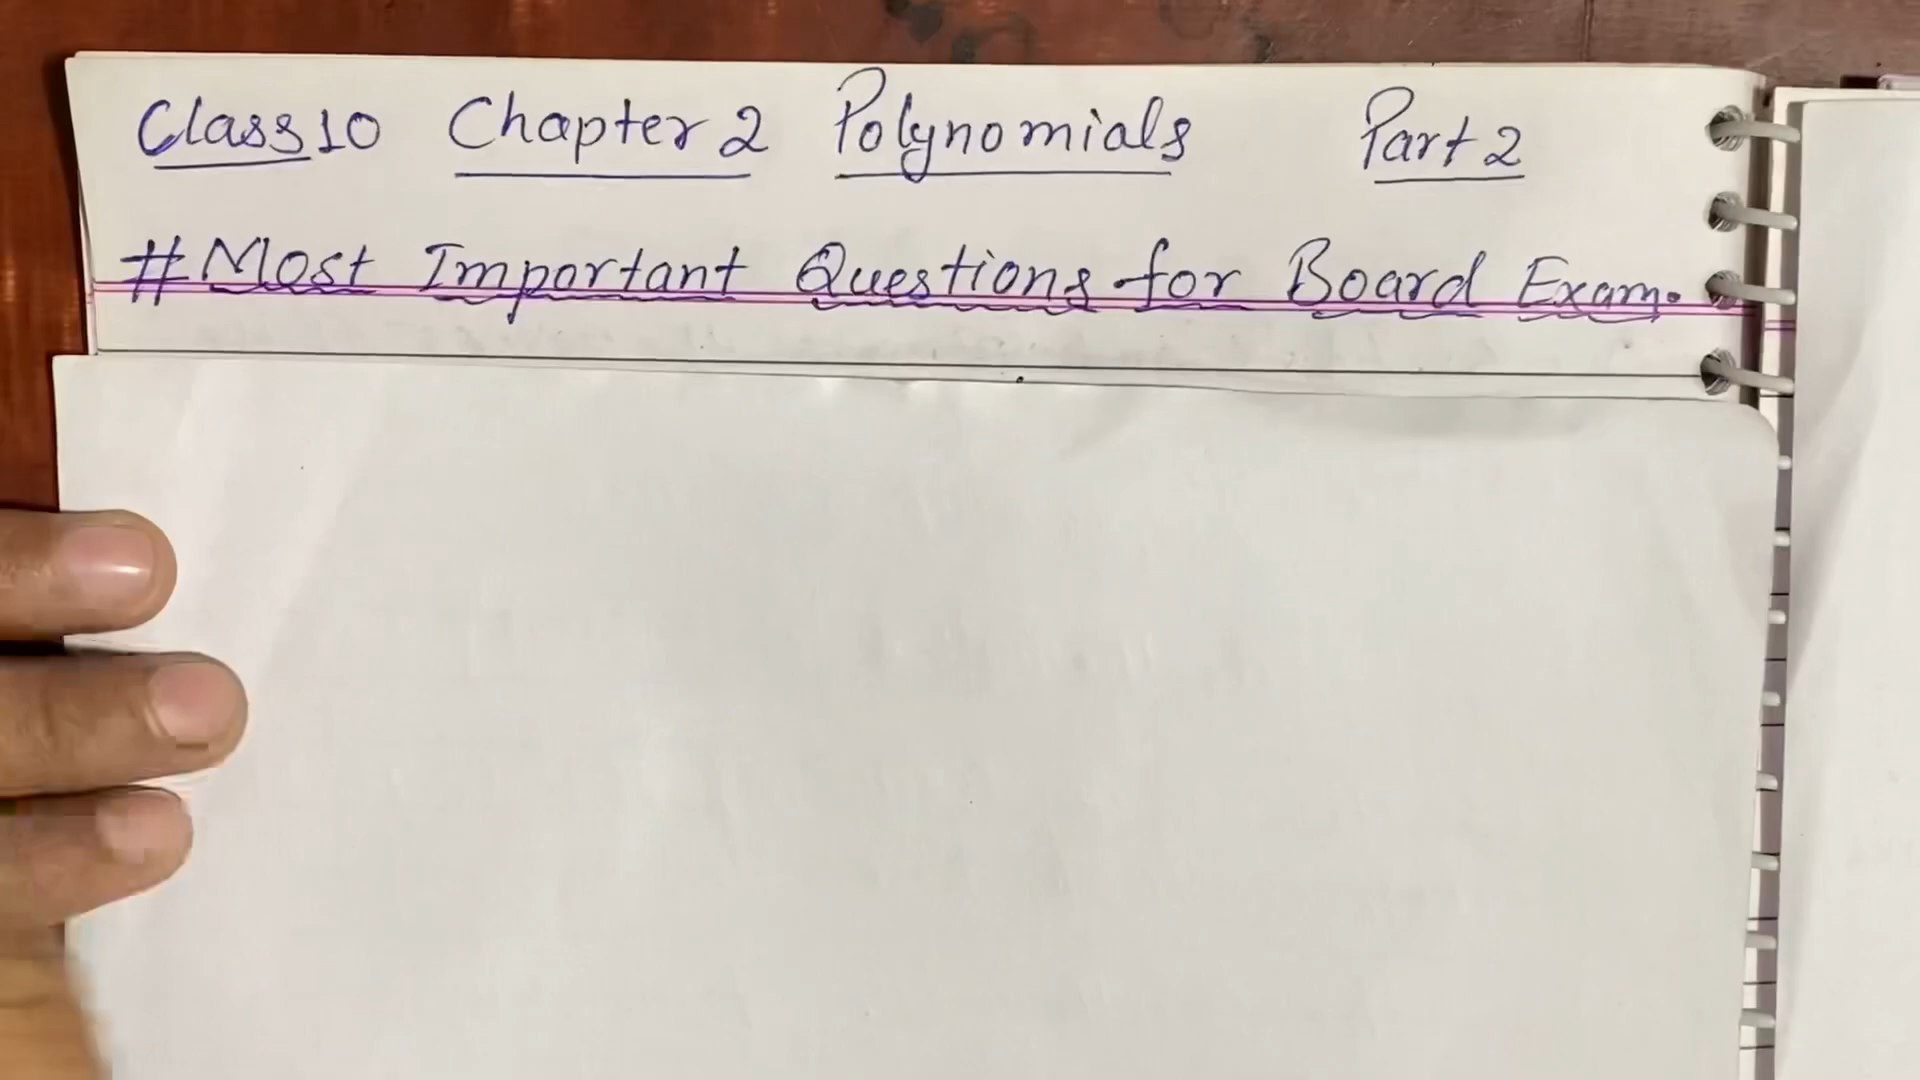 Class 10 Chapter 2 Polynomials Part 2
# Most Important Questions for Board Exam.